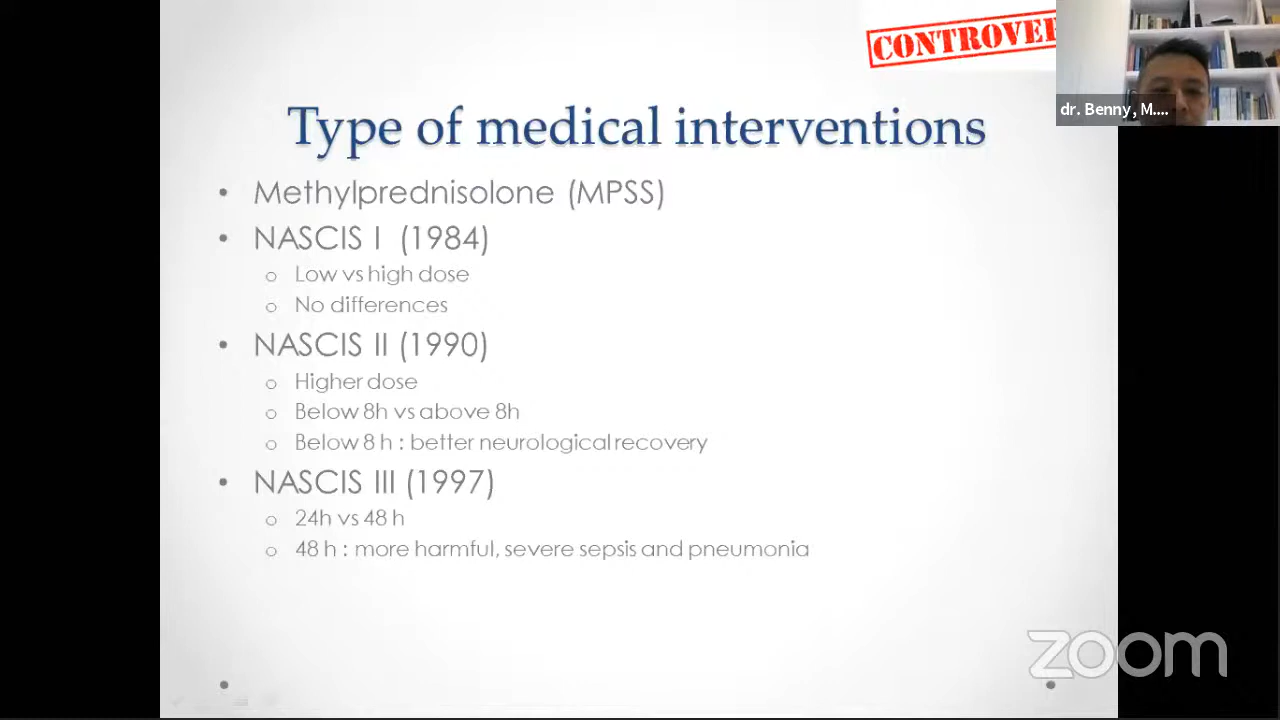 CONTROVE
dr. Benny, M....
Type of medical interventions
• Methylprednisolone (MPSS)
• NASCIS I (1984)
o Low vs high dose
o No differences
• NASCIS II (1990)
o Higher dose
o Below 8h vs above 8h
o Below 8 h : better neurological recovery
• NASCIS III (1997)
o 24h vs 48 h
o 48 h : more harmful, severe sepsis and pneumonia
zoom